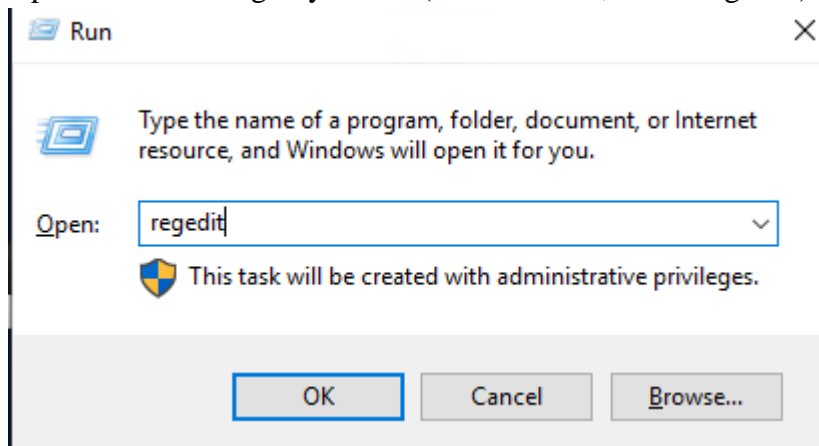 Run
Type the name of a program, folder, document, or Internet
resource, and Windows will open it for you.
Open: regedit
This task will be created with administrative privileges.
OK Cancel Browse...